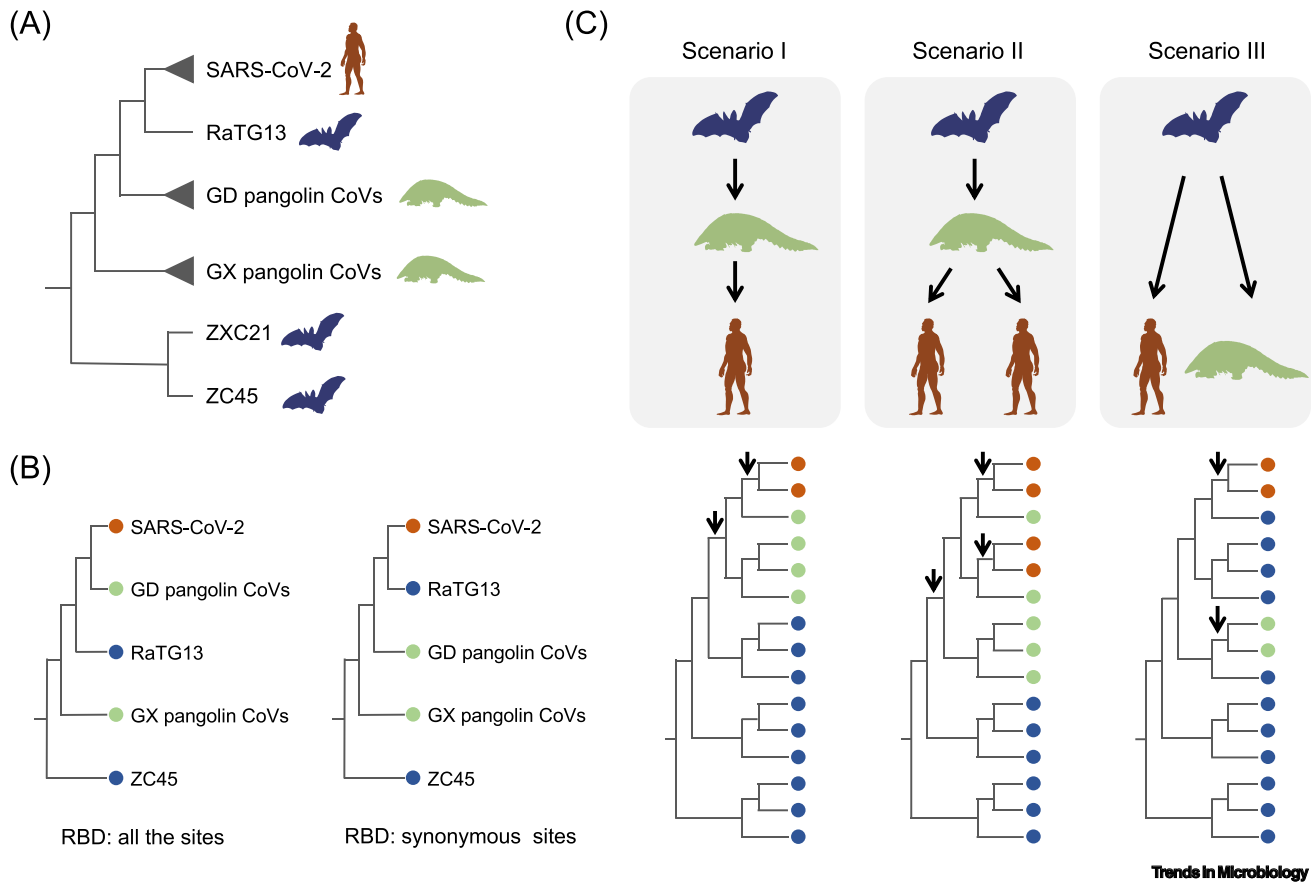 (A)
SARS-CoV-2
RaTG13
GD pangolin CoVs
GX pangolin CoVs
ZXC21
ZC45
(B)
SARS-CoV-2
GD pangolin CoVs
RaTG13
GX pangolin CoVs
ZC45
RBD: all the sites
SARS-CoV-2
RaTG13
GD pangolin CoVs
GX pangolin CoVs
ZC45
RBD: synonymous sites
(C)
Scenario I
Scenario II
Scenario III
Trends in Microbiology